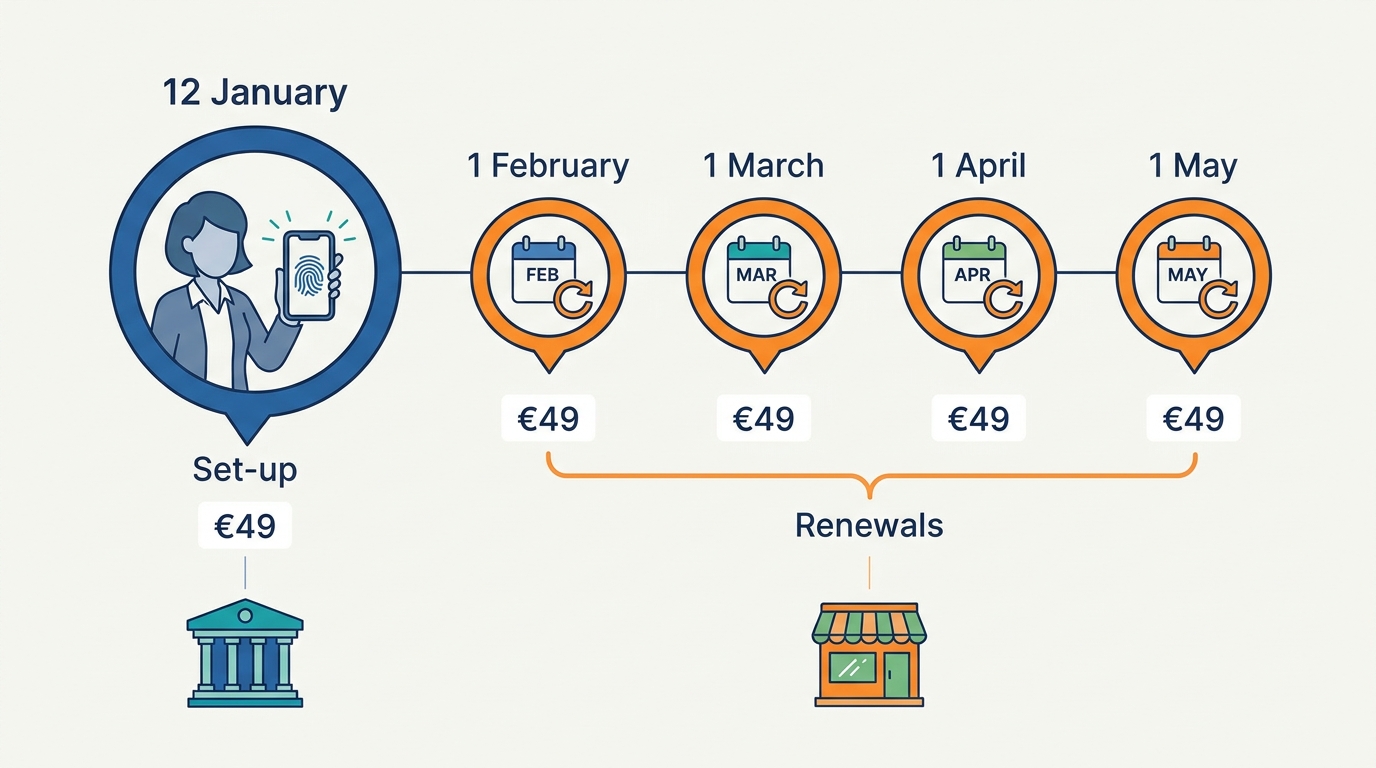 12 January
1 February
1 March
1 April
1 May
FEB
MAR
APR
MAY
€49
€49
€49
€49
Set-up
€49
Renewals